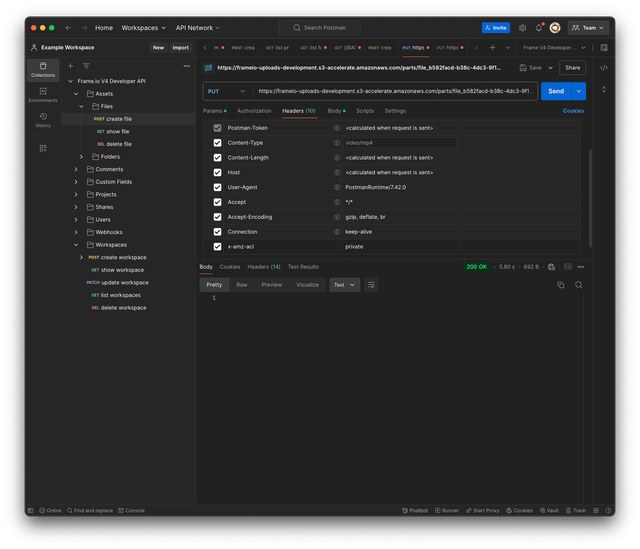 Home Workspaces API Network Search Postman Invite Team
Example Workspace New Import POST crea list pr list fo POST crea PUT https PUT https Frame V4 Developer ...
Collections
Environments
History
Frame.io V4 Developer API
Assets
Files
POST create file
GET show file
DEL delete file
Folders
Comments
Custom Fields
Projects
Shares
Users
Webhooks
Workspaces
POST create workspace
GET show workspace
PATCH update workspace
GET list workspaces
DEL delete workspace
https://frameio-uploads-development.s3-accelerate.amazonaws.com/parts/file_b582facd-b38c-4dc3-9f1... Save Share
PUT https://frameio-uploads-development.s3-accelerate.amazonaws.com/parts/file_b582facd-b38c-4dc3-9f1... Send
Params Authorization Headers (10) Body Scripts Settings Cookies
Postman-Token <calculated when request is sent>
Content-Type video/mp4
Content-Length <calculated when request is sent>
Host <calculated when request is sent>
User-Agent PostmanRuntime/7.42.0
Accept */*
Accept-Encoding gzip, deflate, br
Connection keep-alive
x-amz-acl private
Body Cookies Headers (14) Test Results 200 OK 5.80 s 692 B
Pretty Raw Preview Visualize Text
1
Online Find and replace Console Postbot Runner Start Proxy Cookies Vault Trash